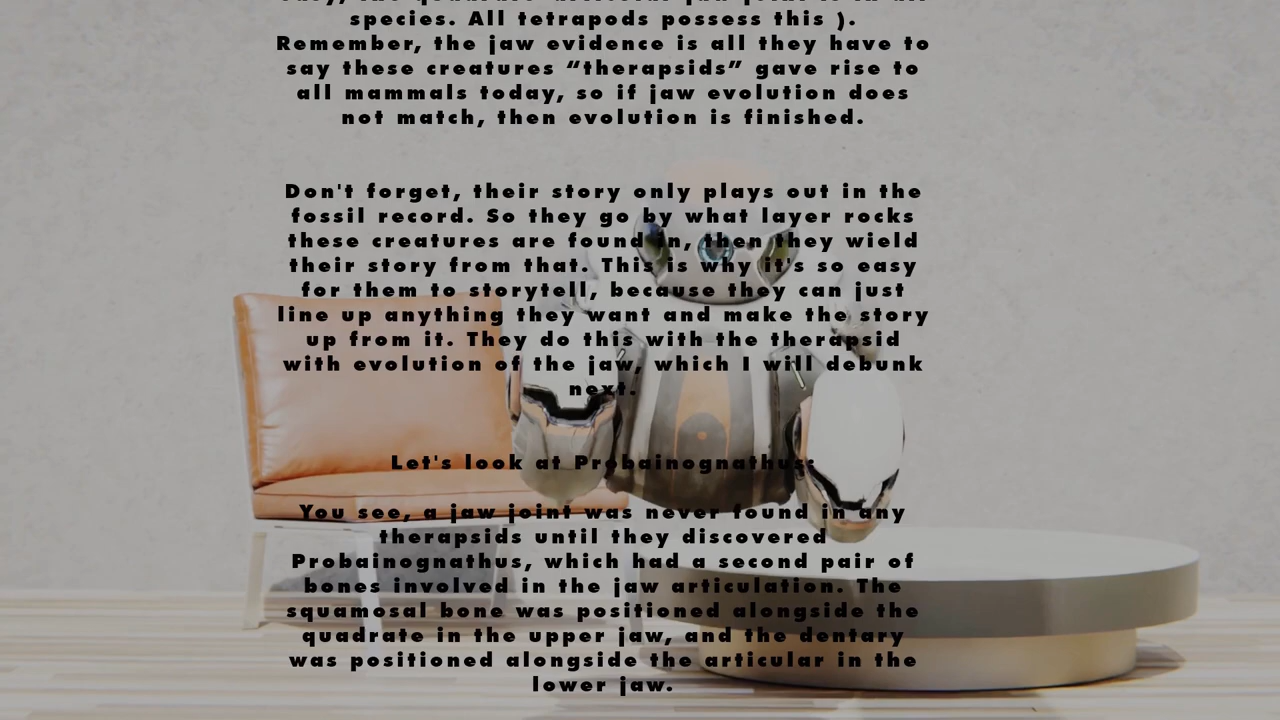 species. All tetrapods possess this ).
Remember, the jaw evidence is all they have to
say these creatures “therapsids” gave rise to
all mammals today, so if jaw evolution does
not match, then evolution is finished.
Don't forget, their story only plays out in the
fossil record. So they go by what layer rocks
these creatures are found in, then they wield
their story from that. This is why it's so easy
for them to storytell, because they can just
line up anything they want and make the story
up from it. They do this with the therapsid
with evolution of the jaw, which I will debunk
next.
Let's look at Probainognathus:
You see, a jaw joint was never found in any
therapsids until they discovered
Probainognathus, which had a second pair of
bones involved in the jaw articulation. The
squamosal bone was positioned alongside the
quadrate in the upper jaw, and the dentary
was positioned alongside the articular in the
lower jaw.